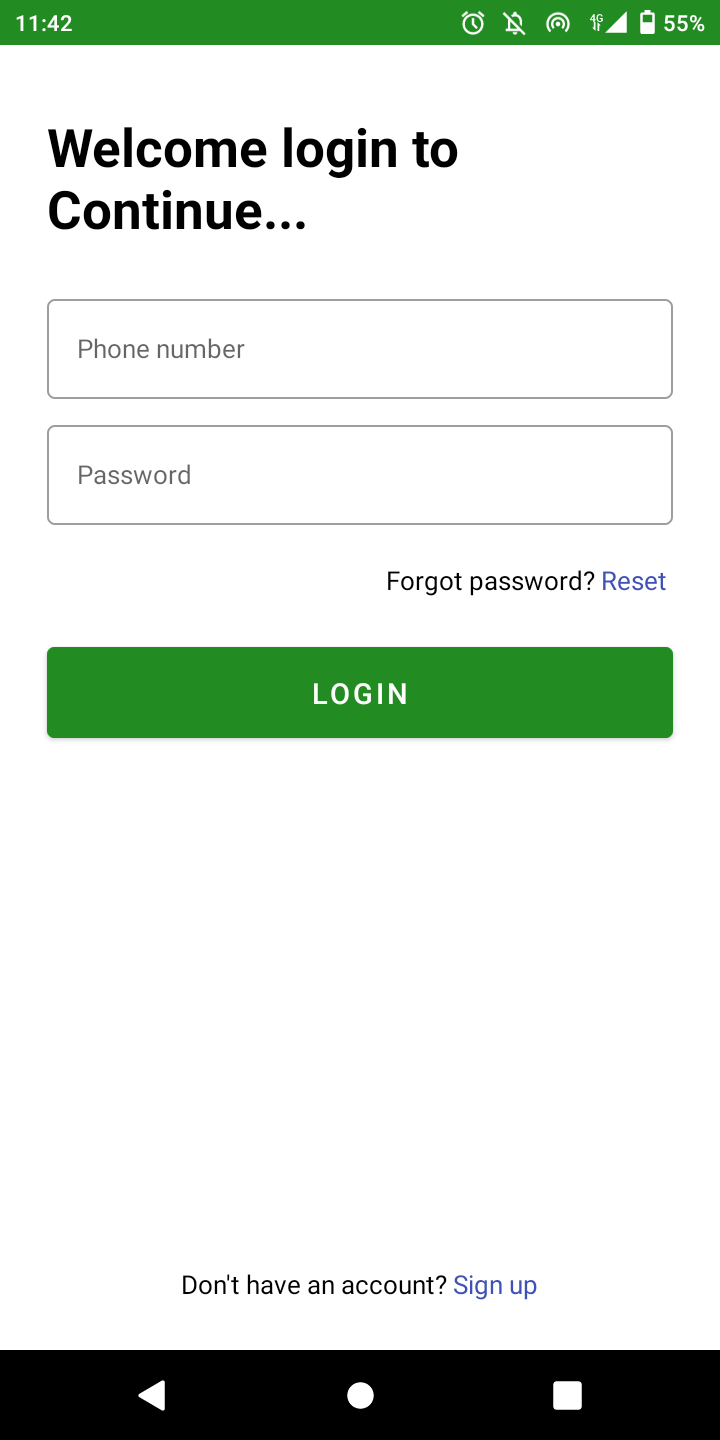 11:42 4G 55%
Welcome login to
Continue...
Phone number
Password
Forgot password? Reset
LOGIN
Don't have an account? Sign up